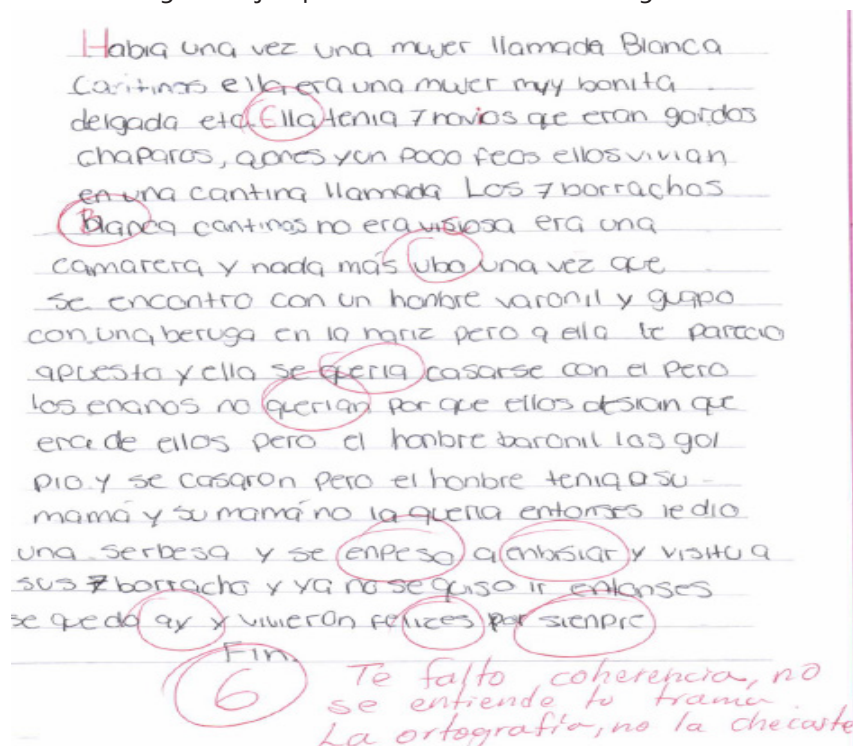 Habia una vez una mujer llamada Blanca
Cantinas ella era una mujer muy bonita
delgada etc. Ella tenia 7 novios que eran gordos
chaparos, y un poco feos ellos vivian
en una cantina llamada Los 7 borrachos
Blanca cantinas no era visiosa era una
camarera y nada más ubo una vez que
se encontro con un honbre varonil y guapo
con una beruga en la nariz pero a ella le parecio
apuesto y ella se queria casarse con el Pero
los enanos no querian por que ellos desian que
era de ellos pero el honbre baronil las gol
pio y se casaron pero el honbre tenia a su
mamá y su mamá no la queria entonses le dio
una serbesa y se enpeso a enbrsiar y visito a
sus 7 borracho y ya no se quiso ir entonses
se quedo ay y vivieron felizes por sienpre
Fin.
6
Te falto coherencia, no
se entiende tu trama.
La ortografía, no la checaste